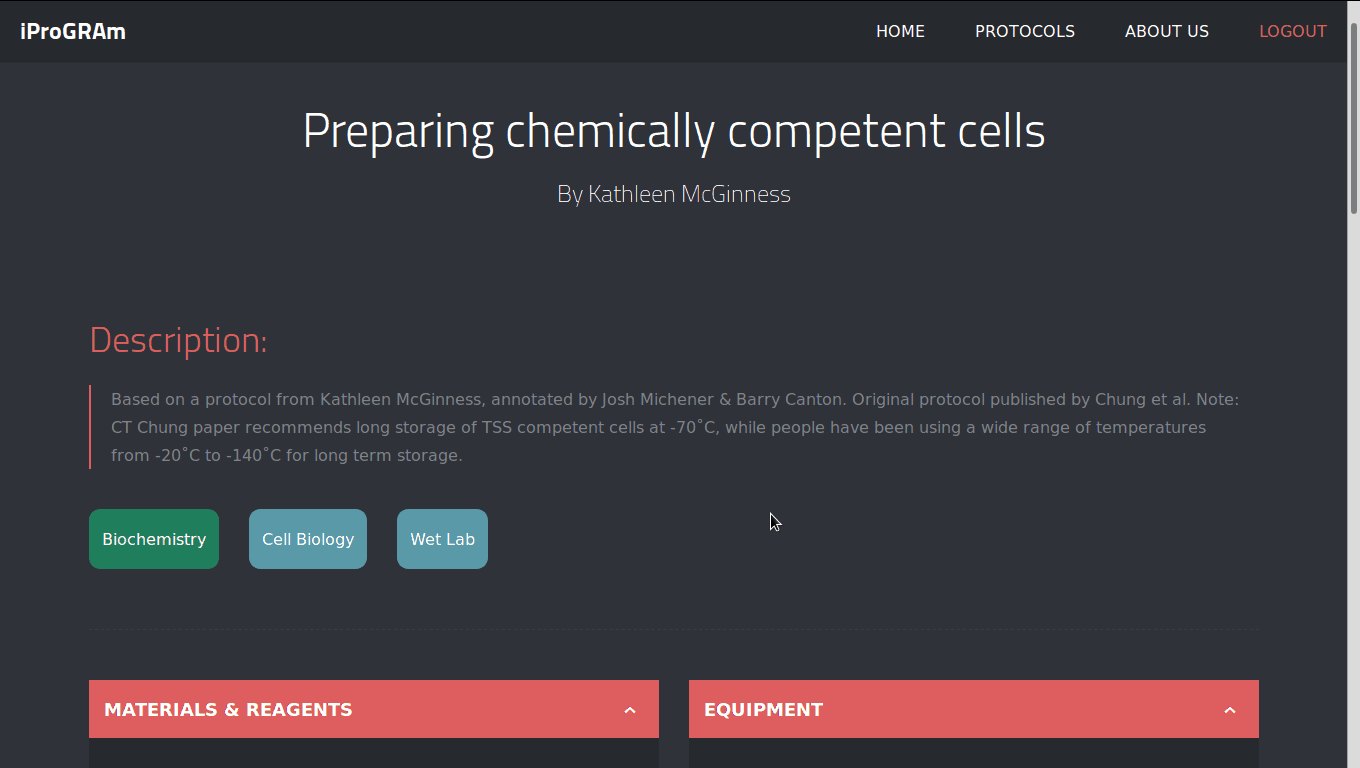 iProGRAm
HOME PROTOCOLS ABOUT US LOGOUT
Preparing chemically competent cells
By Kathleen McGinness
Description:
Based on a protocol from Kathleen McGinness, annotated by Josh Michener & Barry Canton. Original protocol published by Chung et al. Note:
CT Chung paper recommends long storage of TSS competent cells at -70˚C, while people have been using a wide range of temperatures
from -20˚C to -140˚C for long term storage.
Biochemistry Cell Biology Wet Lab
MATERIALS & REAGENTS EQUIPMENT